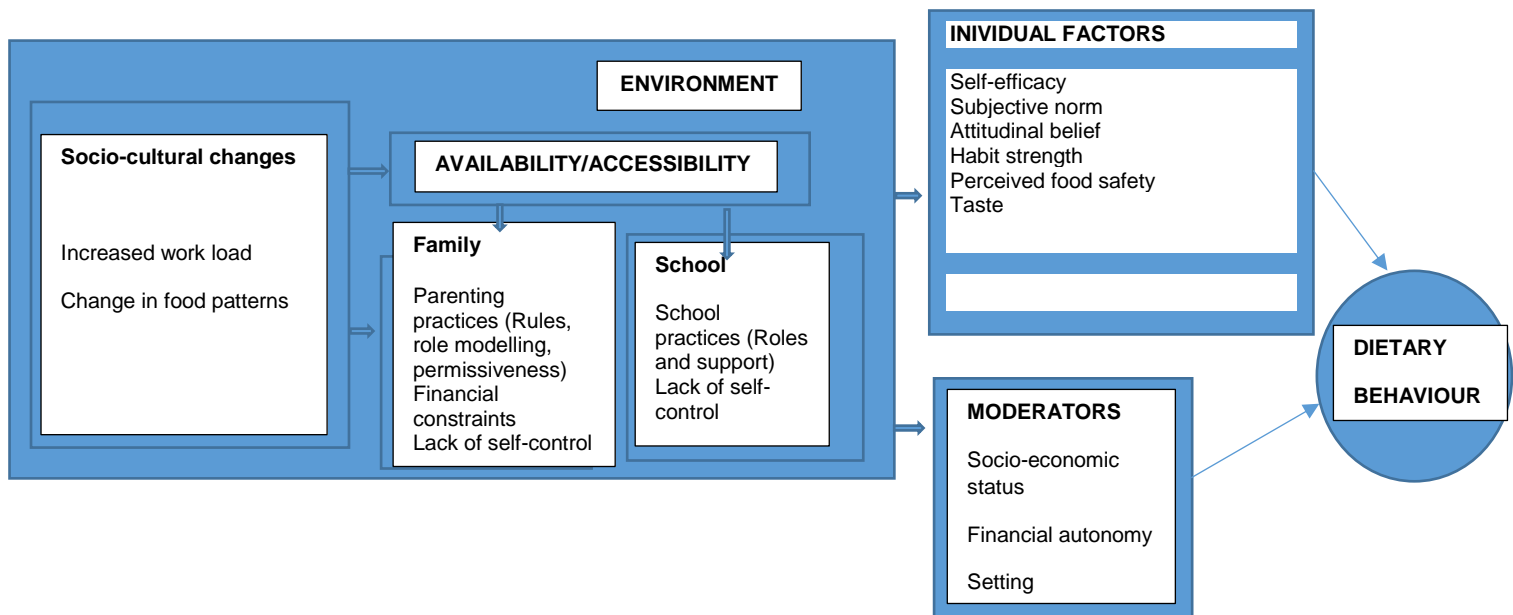 ENVIRONMENT
Socio-cultural changes
Increased work load
Change in food patterns
AVAILABILITY/ACCESSIBILITY
Family
Parenting
practices (Rules,
role modelling,
permissiveness)
Financial
constraints
Lack of self-control
School
School
practices (Roles
and support)
Lack of self-
control
INIVIDUAL FACTORS
Self-efficacy
Subjective norm
Attitudinal belief
Habit strength
Perceived food safety
Taste
MODERATORS
Socio-economic
status
Financial autonomy
Setting
DIETARY
BEHAVIOUR